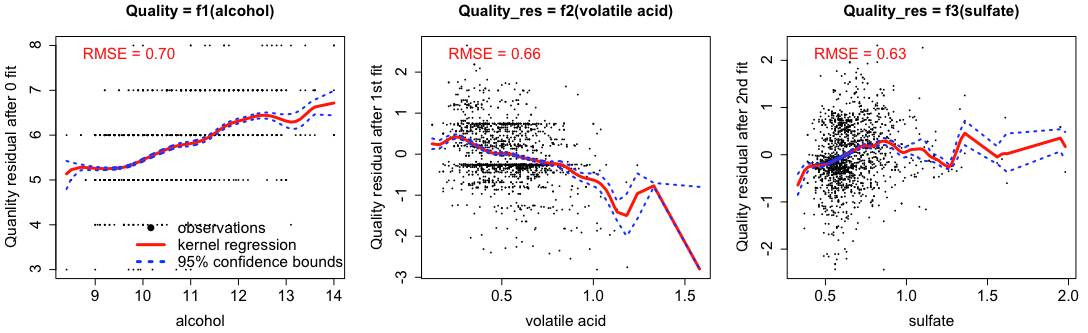 Quality = f1(alcohol)
Quanlity residual after 0 fit
8
7
6
5
4
3
RMSE = 0.70
observations
kernel regression
95% confidence bounds
9 10 11 12 13 14
alcohol
Quality_res = f2(volatile acid)
Quality residual after 1st fit
2
1
0
-1
-2
-3
RMSE = 0.66
0.5 1.0 1.5
volatile acid
Quality_res = f3(sulfate)
Quality residual after 2nd fit
2
1
0
-1
-2
RMSE = 0.63
0.5 1.0 1.5 2.0
sulfate